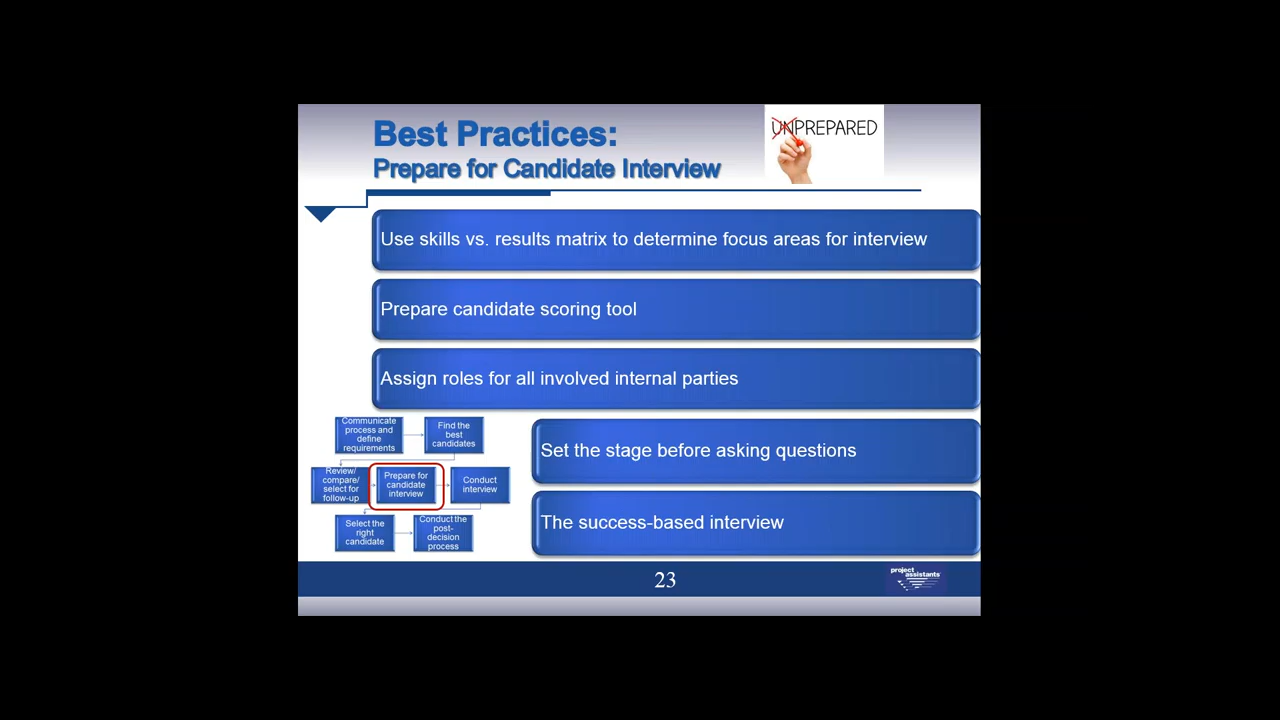 Best Practices:
Prepare for Candidate Interview
UNPREPARED
Use skills vs. results matrix to determine focus areas for interview
Prepare candidate scoring tool
Assign roles for all involved internal parties
Set the stage before asking questions
The success-based interview
Communicate
process and
define
requirements
Find the
best
candidates
Review/
compare/
select for
follow-up
Prepare for
candidate
interview
Conduct
interview
Select the
right
candidate
Conduct the
post-
decision
process
23
project
assistants